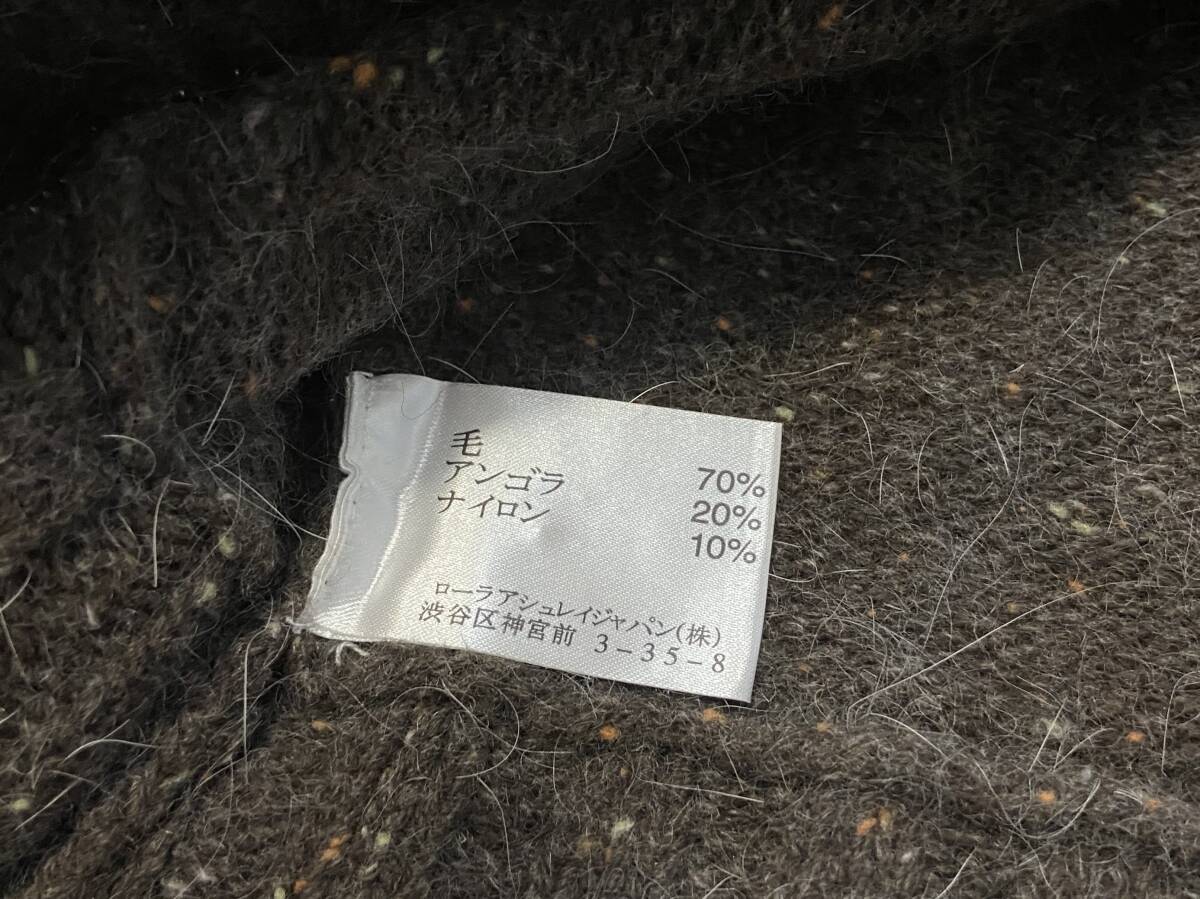 毛 70%
アンゴラ 20%
ナイロン 10%
ローラアシュレイジャパン(株)
渋谷区神宮前 3-35-8